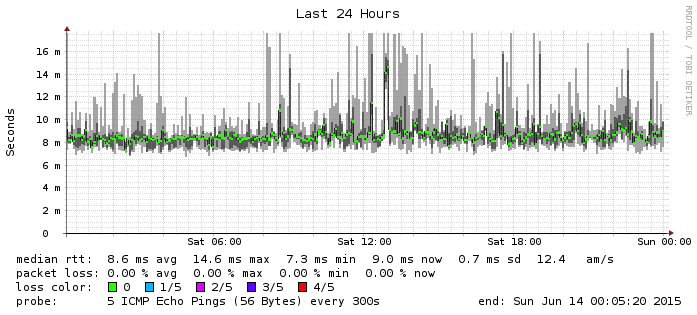 Last 24 Hours
RRDTOOL / TOBI OETIKER
Seconds
16 m
14 m
12 m
10 m
8 m
6 m
4 m
2 m
0
Sat 06:00 Sat 12:00 Sat 18:00 Sun 00:00
median rtt: 8.6 ms avg 14.6 ms max 7.3 ms min 9.0 ms now 0.7 ms sd 12.4 am/s
packet loss: 0.00 % avg 0.00 % max 0.00 % min 0.00 % now
loss color: 0 1/5 2/5 3/5 4/5
probe: 5 ICMP Echo Pings (56 Bytes) every 300s end: Sun Jun 14 00:05:20 2015